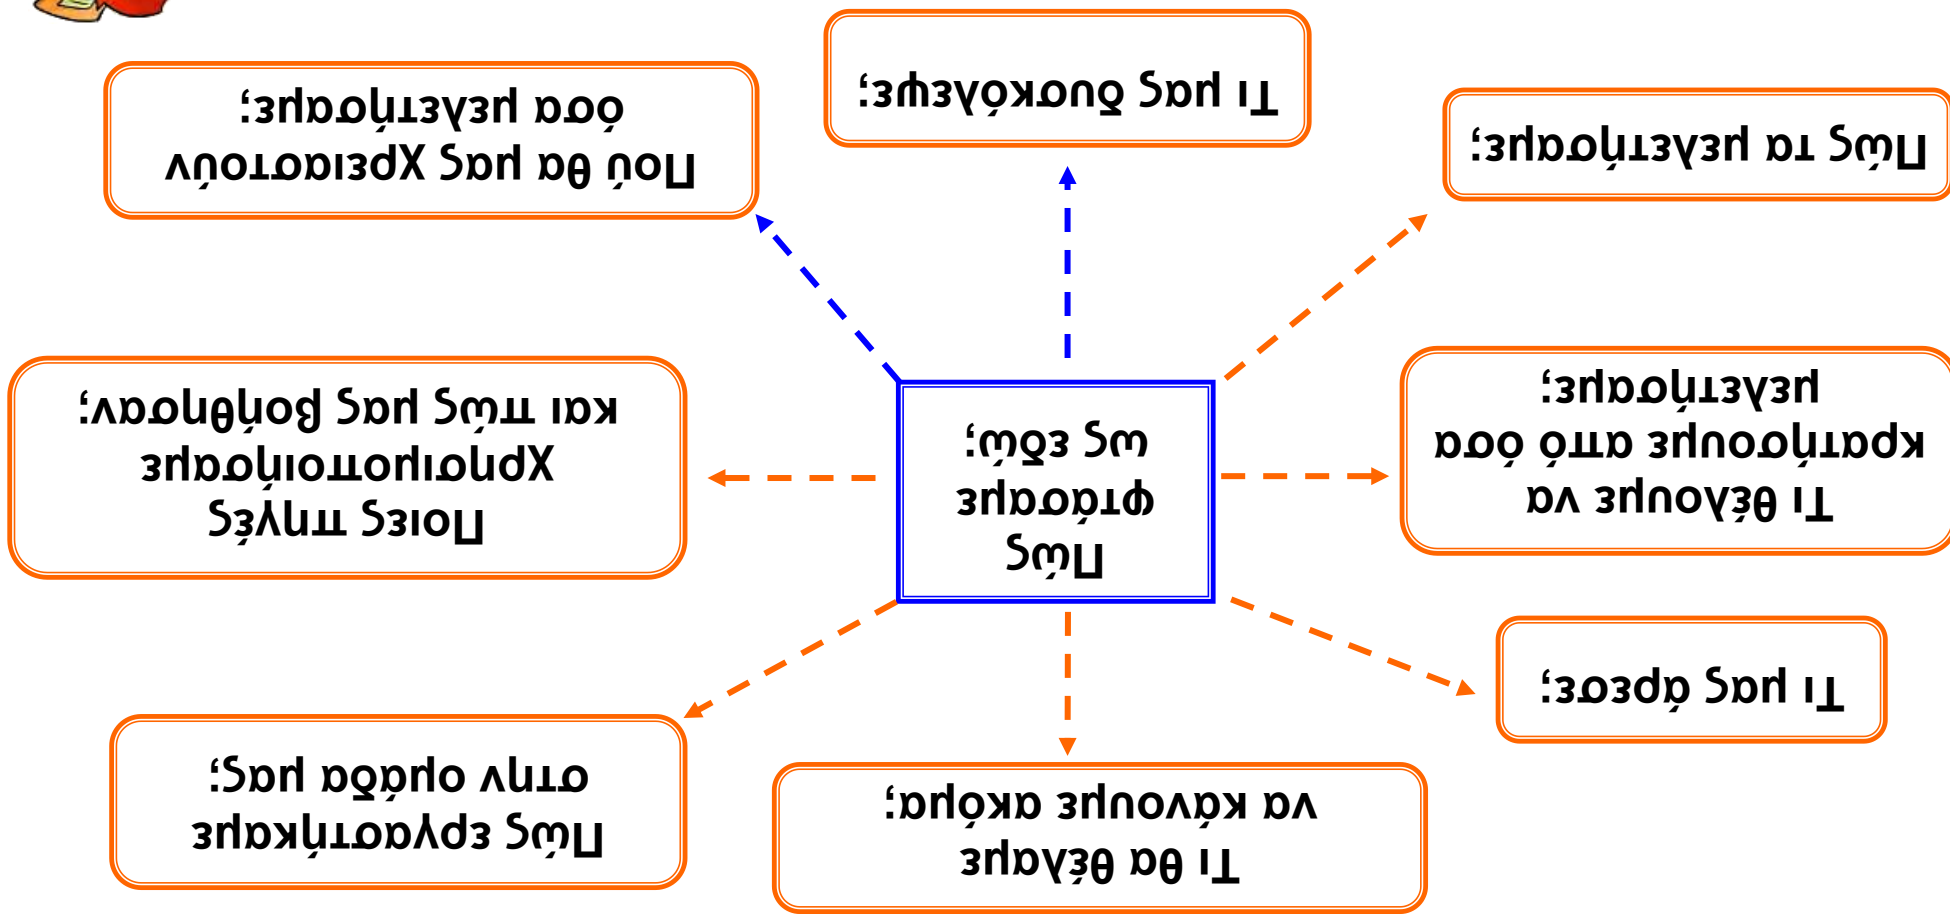 Τι μας άρεσε;
Τι θα θέλαμε
να κάνουμε ακόμα;
Πώς εργαστήκαμε
στην ομάδα μας;
Τι θέλουμε να
κρατήσουμε από όσα
μελετήσαμε;
Πώς
φτάσαμε
ως εδώ;
Ποιες πηγές
Χρησιμοποιήσαμε
και πώς μας βοήθησαν;
Πώς τα μελετήσαμε;
Τι μας δυσκόλεψε;
Πού θα μας Χρειαστούν
όσα μελετήσαμε;